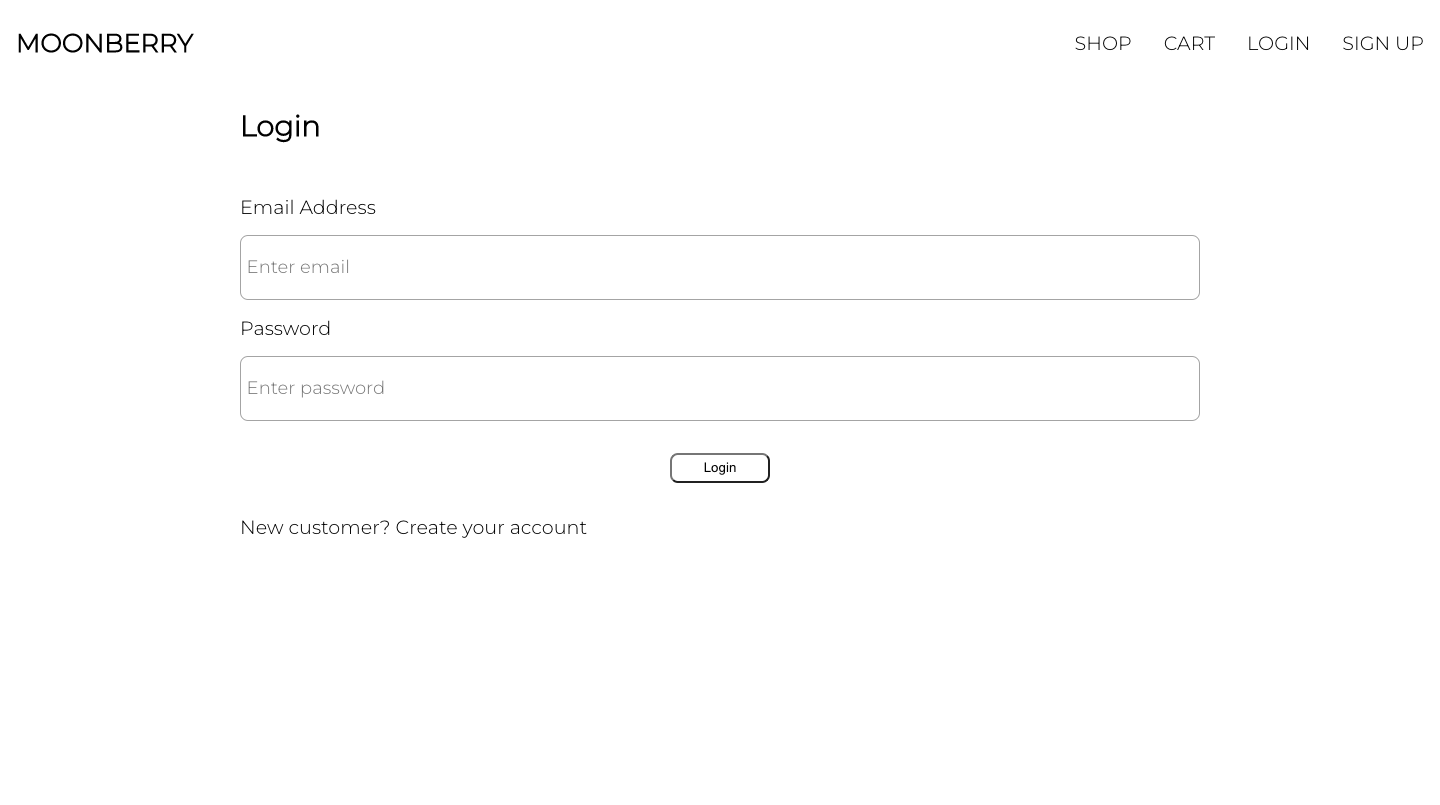 MOONBERRY
SHOP CART LOGIN SIGN UP
Login
Email Address
Enter email
Password
Enter password
Login
New customer? Create your account